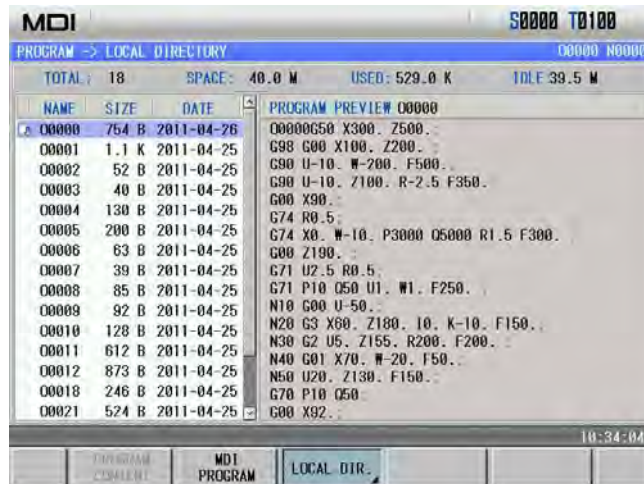 MDI S0000 T0100
PROGRAM -> LOCAL DIRECTORY O0000 N0000
TOTAL: 18 SPACE: 40.0 M USED: 529.0 K IDLE 39.5 M
NAME SIZE DATE
O0000 754 B 2011-04-26
O0001 1.1 K 2011-04-25
O0002 52 B 2011-04-25
O0003 40 B 2011-04-25
O0004 130 B 2011-04-25
O0005 200 B 2011-04-25
O0006 63 B 2011-04-25
O0007 39 B 2011-04-25
O0008 85 B 2011-04-25
O0009 92 B 2011-04-25
O0010 128 B 2011-04-25
O0011 612 B 2011-04-25
O0012 873 B 2011-04-25
O0018 246 B 2011-04-25
O0021 524 B 2011-04-25
PROGRAM PREVIEW O0000
O0000G50 X300. Z500.;
G98 G00 X100. Z200. ;
G90 U-10. W-200. F500.;
G90 U-10. Z100. R-2.5 F350.
G00 X90.;
G74 R0.5;
G74 X0. W-10. P3000 Q5000 R1.5 F300.
G00 Z190. ;
G71 U2.5 R0.5;
G71 P10 Q50 U1. W1. F250. ;
N10 G00 U-50.;
N20 G3 X60. Z180. I0. K-10. F150.;
N30 G2 U5. Z155. R200. F200. ;
N40 G01 X70. W-20. F50.;
N50 U20. Z130. F150.;
G70 P10 Q50;
G00 X92.;
10:34:04
PROGRAM CONTENT
MDI PROGRAM
LOCAL DIR.